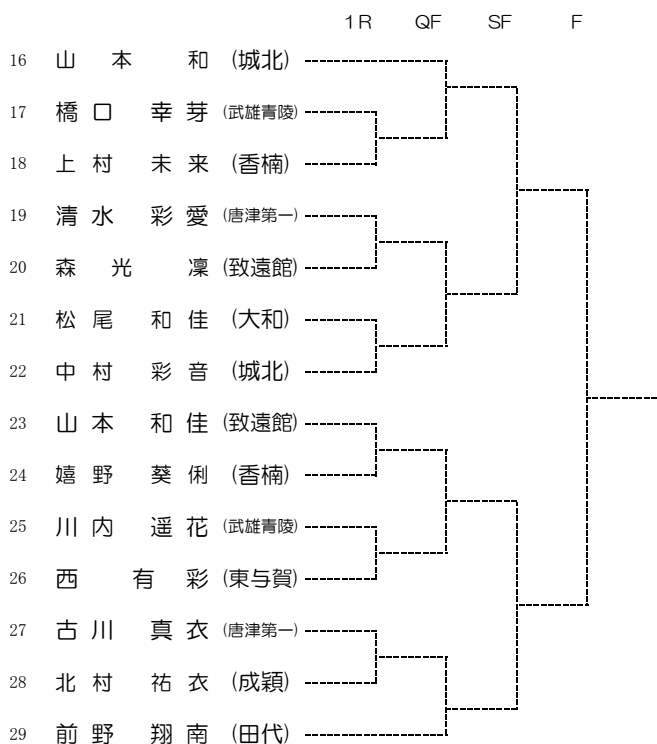 1R QF SF F
16 山本 和 (城北)
17 橋口 幸芽 (武雄青陵)
18 上村 未来 (香楠)
19 清水 彩愛 (唐津第一)
20 森光 凜 (致遠館)
21 松尾 和佳 (大和)
22 中村 彩音 (城北)
23 山本 和佳 (致遠館)
24 嬉野 葵俐 (香楠)
25 川内 遥花 (武雄青陵)
26 西 有彩 (東与賀)
27 古川 真衣 (唐津第一)
28 北村 祐衣 (成穎)
29 前野 翔南 (田代)